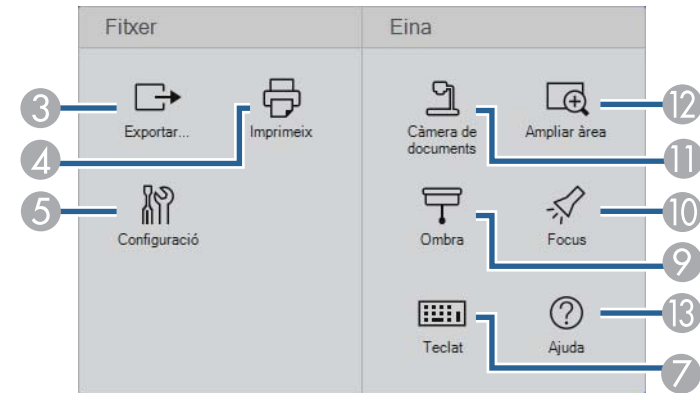 Fitxer
Eina
3
Exportar...
4
Imprimeix
5
Configuració
Càmera de
documents
11
Ampliar àrea
12
Ombra
9
Focus
10
Teclat
7
Ajuda
13